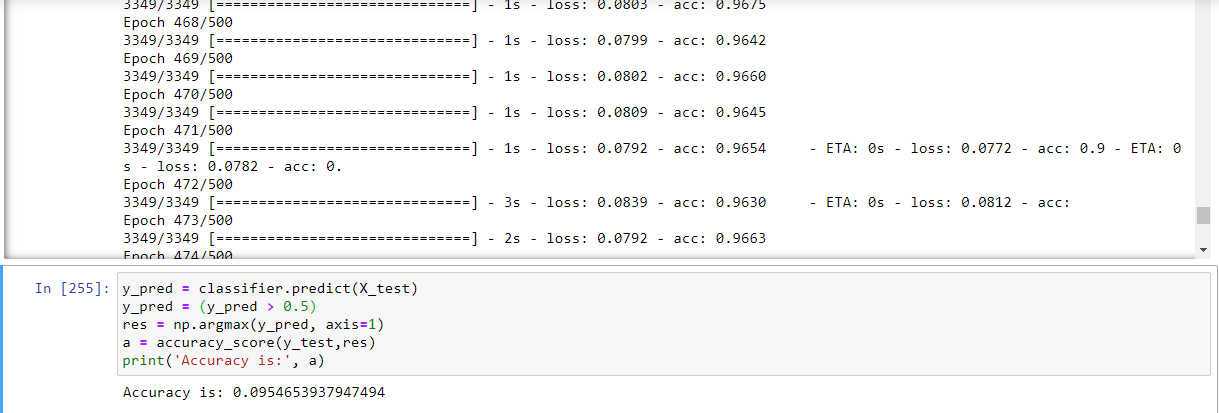 3349/3349 [==============================] - 1s - loss: 0.0803 - acc: 0.9675
Epoch 468/500
3349/3349 [==============================] - 1s - loss: 0.0799 - acc: 0.9642
Epoch 469/500
3349/3349 [==============================] - 1s - loss: 0.0802 - acc: 0.9660
Epoch 470/500
3349/3349 [==============================] - 1s - loss: 0.0809 - acc: 0.9645
Epoch 471/500
3349/3349 [==============================] - 1s - loss: 0.0792 - acc: 0.9654     - ETA: 0s - loss: 0.0772 - acc: 0.9 - ETA: 0
s - loss: 0.0782 - acc: 0.
Epoch 472/500
3349/3349 [==============================] - 3s - loss: 0.0839 - acc: 0.9630     - ETA: 0s - loss: 0.0812 - acc:
Epoch 473/500
3349/3349 [==============================] - 2s - loss: 0.0792 - acc: 0.9663
Epoch 474/500
In [255]: y_pred = classifier.predict(X_test)
y_pred = (y_pred > 0.5)
res = np.argmax(y_pred, axis=1)
a = accuracy_score(y_test,res)
print('Accuracy is:', a)
Accuracy is: 0.0954653937947494